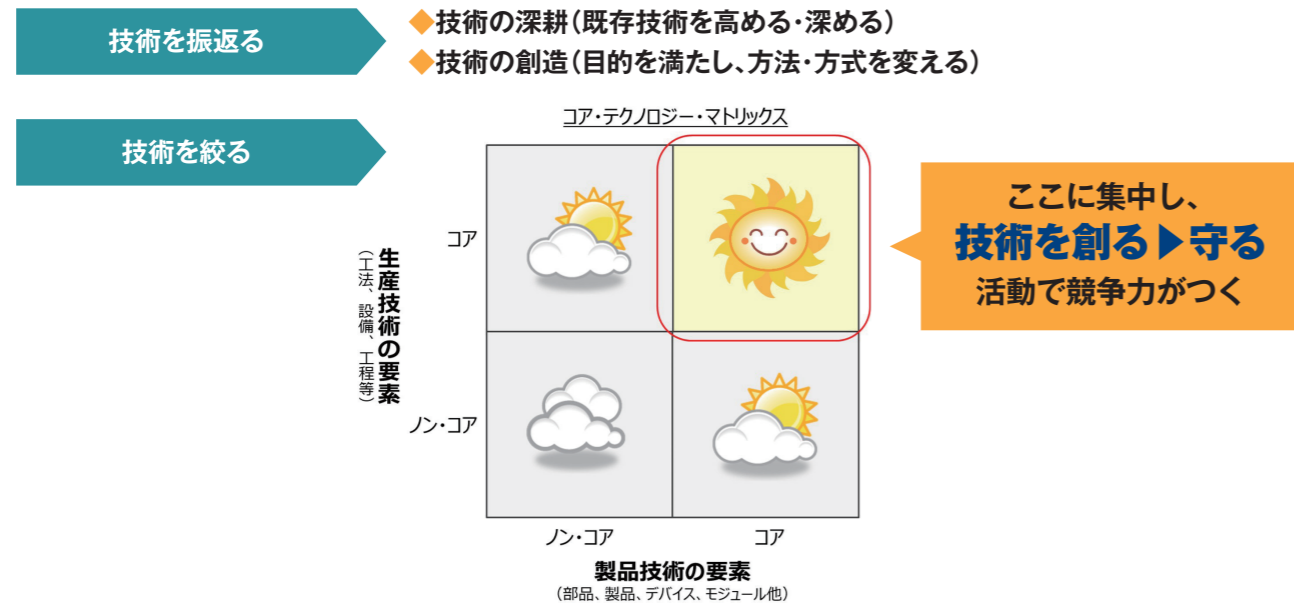 技術を振返る
◆技術の深耕（既存技術を高める・深める）
◆技術の創造（目的を満たし、方法・方式を変える）
技術を絞る
コア・テクノロジー・マトリックス
コア
生産技術の要素
（工法、設備、工程等）
ノン・コア
ノン・コア
コア
製品技術の要素
（部品、製品、デバイス、モジュール他）
ここに集中し、
技術を創る▶守る
活動で競争力がつく